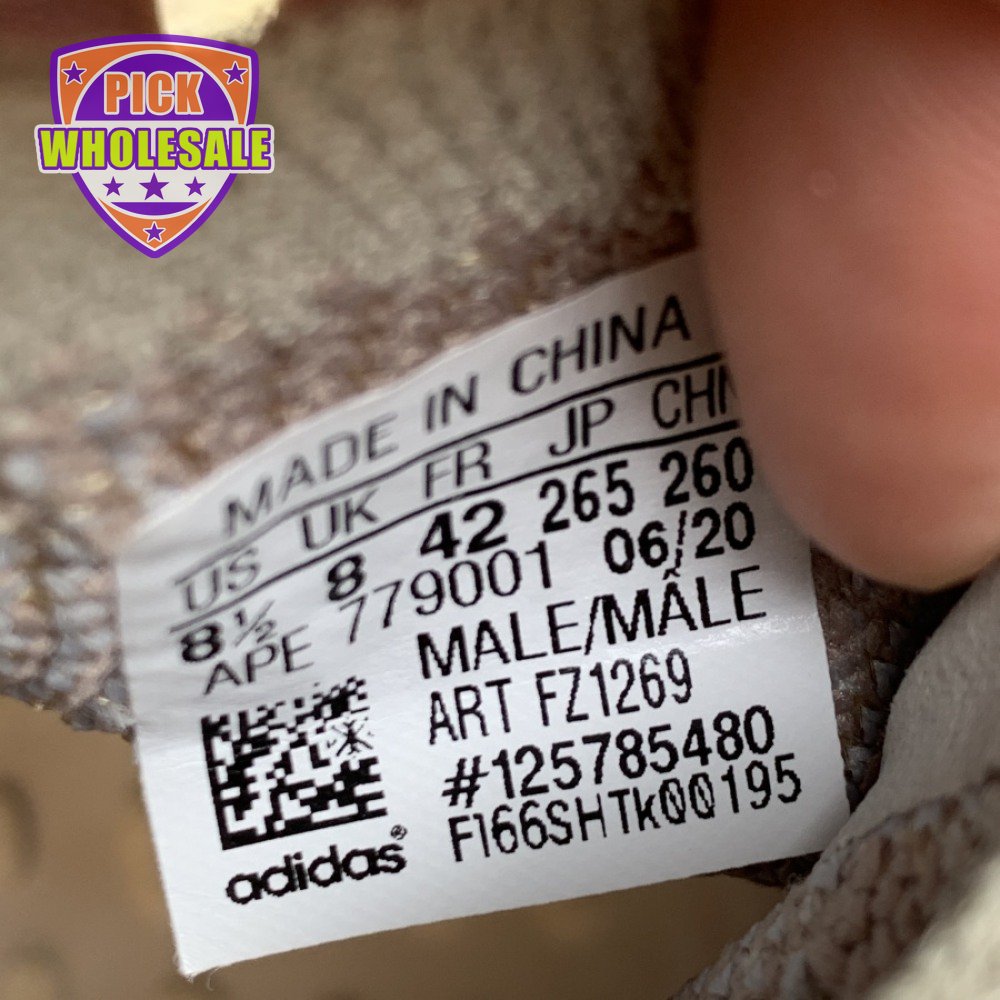 PICK
WHOLESALE
MADE IN CHINA
US UK FR JP CHN
8½ 8 42 265 260
APE 779001 06/20
MALE/MÂLE
ART FZ1269
#125785480
F166SHTk00195
adidas®